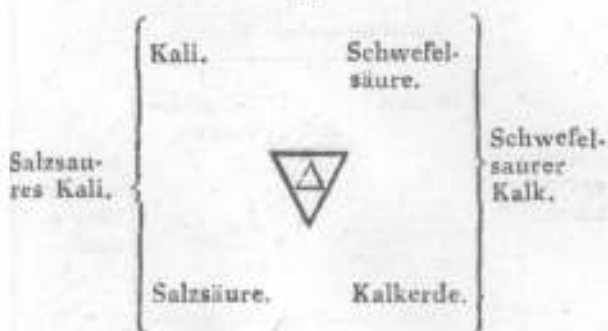 Kali.
Schwefel-
säure.
Salzsau-
res Kali.
Schwefel-
saurer
Kalk.
Salzsäure.
Kalkerde.